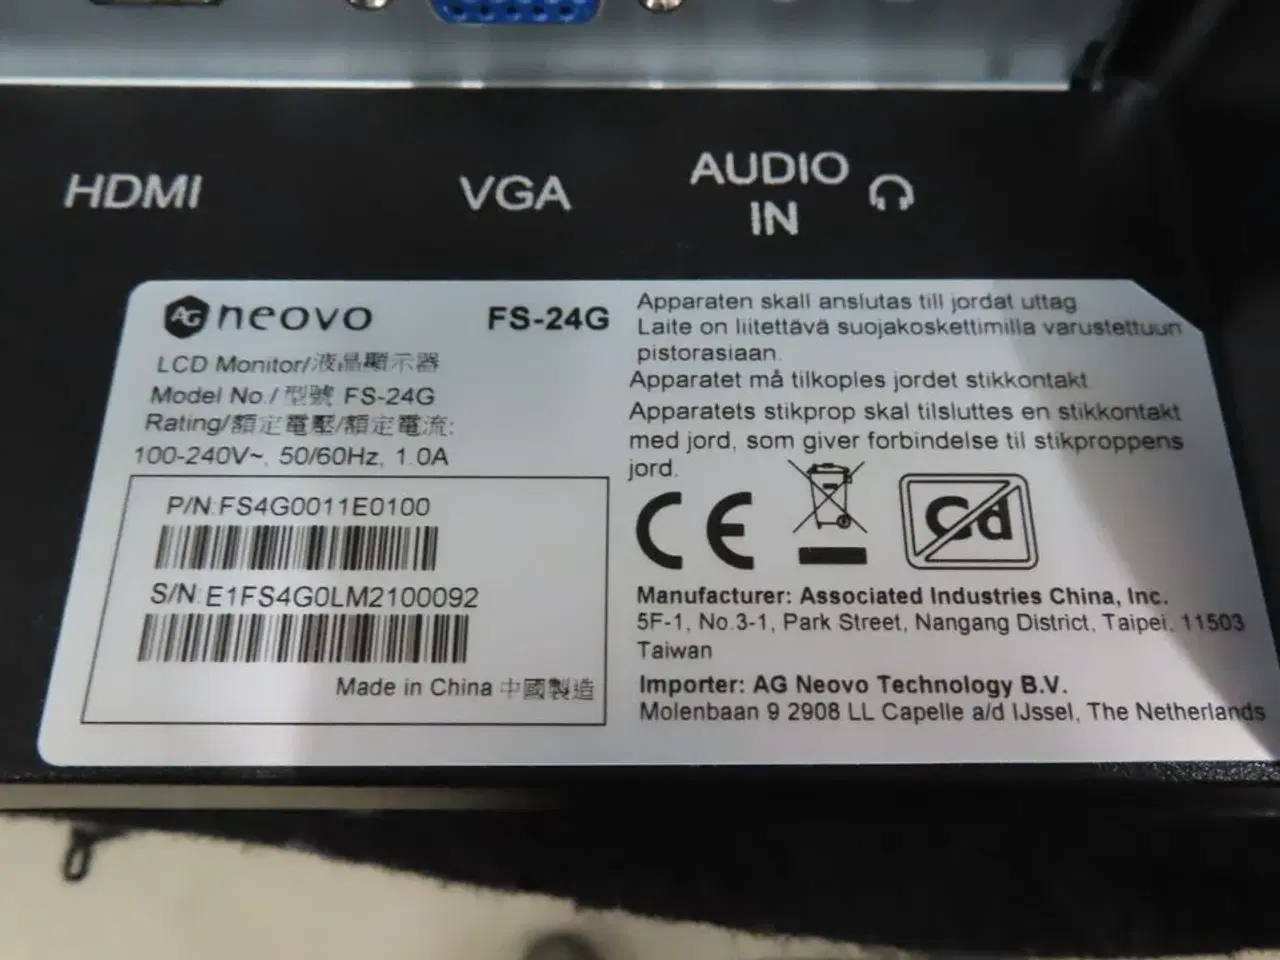 HDMI
VGA
AUDIO
IN
AG neovo
FS-24G
LCD Monitor/液晶顯示器
Model No./ 型號 FS-24G
Rating/額定電壓/額定電流:
100-240V~, 50/60Hz, 1.0A
P/N:FS4G0011E0100
S/N:E1FS4G0LM2100092
Made in China 中國製造
Apparaten skall anslutas till jordat uttag
Laite on liitettävä suojakoskettimilla varustettuun
pistorasiaan.
Apparatet må tilkoples jordet stikkontakt
Apparatets stikprop skal tilsluttes en stikkontakt
med jord, som giver forbindelse til stikproppens
jord.
CE
Cd
Manufacturer: Associated Industries China, Inc.
5F-1, No.3-1, Park Street, Nangang District, Taipei, 11503
Taiwan
Importer: AG Neovo Technology B.V.
Molenbaan 9 2908 LL Capelle a/d IJssel, The Netherlands